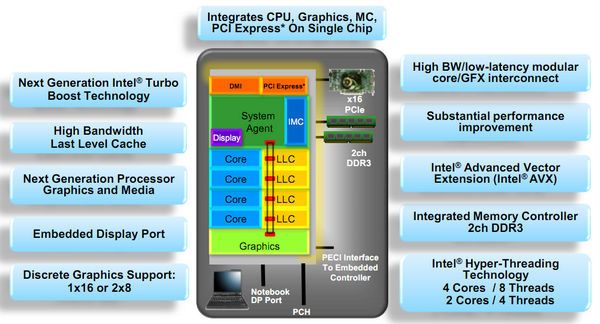 Integrates CPU, Graphics, MC,
PCI Express* On Single Chip
Next Generation Intel® Turbo
Boost Technology
High Bandwidth
Last Level Cache
Next Generation Processor
Graphics and Media
Embedded Display Port
Discrete Graphics Support:
1x16 or 2x8
DMI
PCI Express*
System
Agent
IMC
Display
Core
LLC
Core
LLC
Core
LLC
Core
LLC
Graphics
x16
PCIe
2ch
DDR3
PECI Interface
To Embedded
Controller
Notebook
DP Port
PCH
High BW/low-latency modular
core/GFX interconnect
Substantial performance
improvement
Intel® Advanced Vector
Extension (Intel® AVX)
Integrated Memory Controller
2ch DDR3
Intel® Hyper-Threading
Technology
4 Cores / 8 Threads
2 Cores / 4 Threads